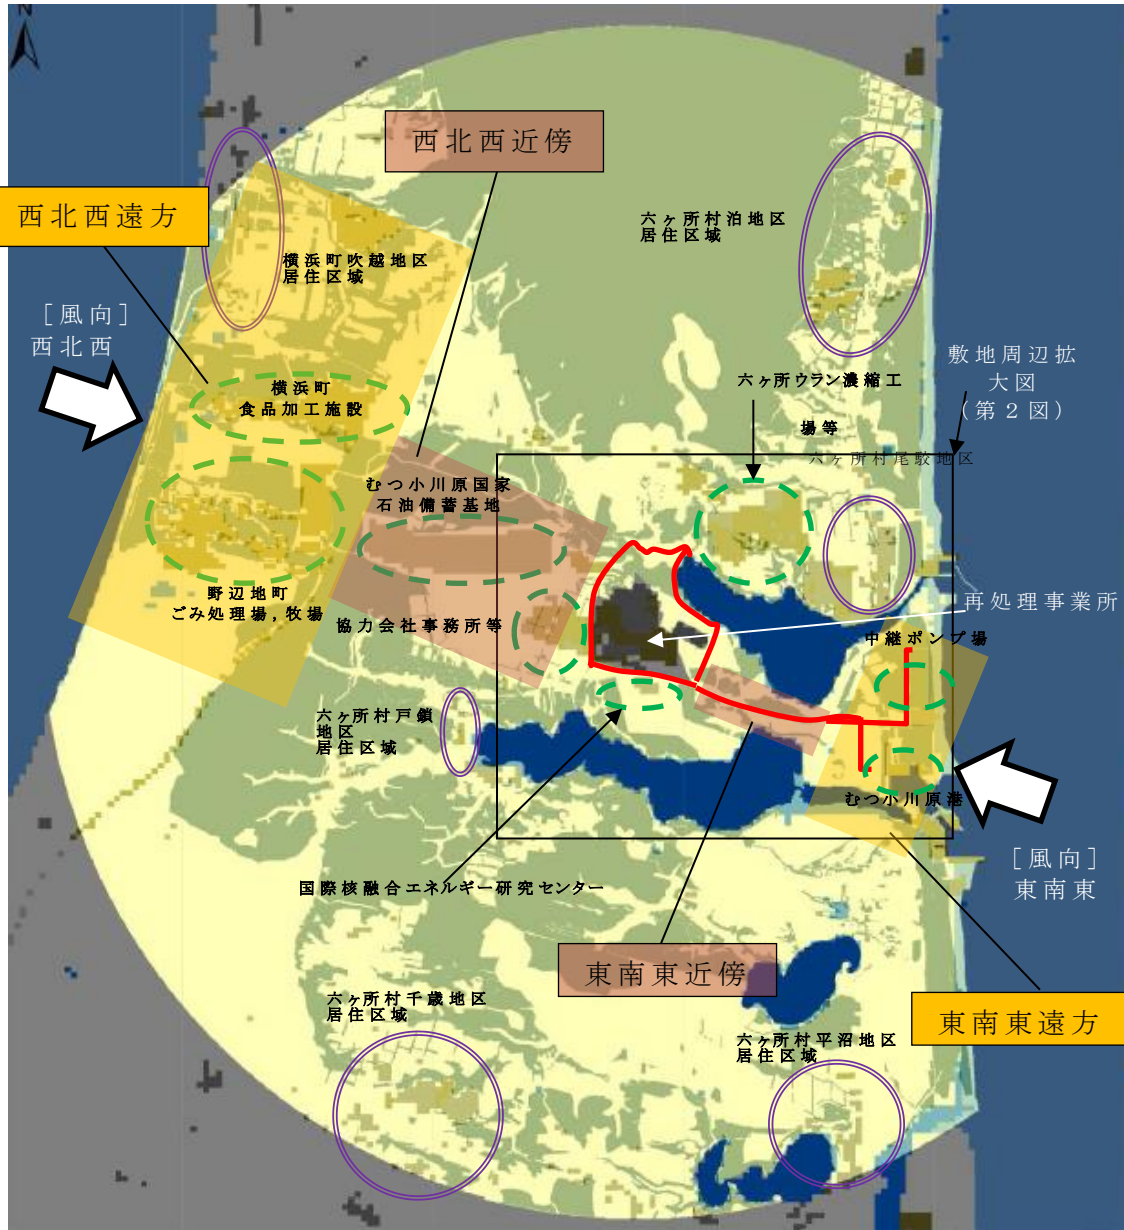 N
西北西近傍
西北西遠方
六ヶ所村泊地区
居住区域
横浜町吹越地区
居住区域
[風向]
西北西
敷地周辺拡
大図
(第2図)
横浜町
食品加工施設
六ヶ所ウラン濃縮工
場等
六ヶ所村尾駮地区
むつ小川原国家
石油備蓄基地
野辺地町
ごみ処理場,牧場
協力会社事務所等
再処理事業所
中継ポンプ場
六ヶ所村戸鎖
地区
居住区域
むつ小川原港
[風向]
東南東
国際核融合エネルギー研究センター
東南東近傍
六ヶ所村千歳地区
居住区域
東南東遠方
六ヶ所村平沼地区
居住区域